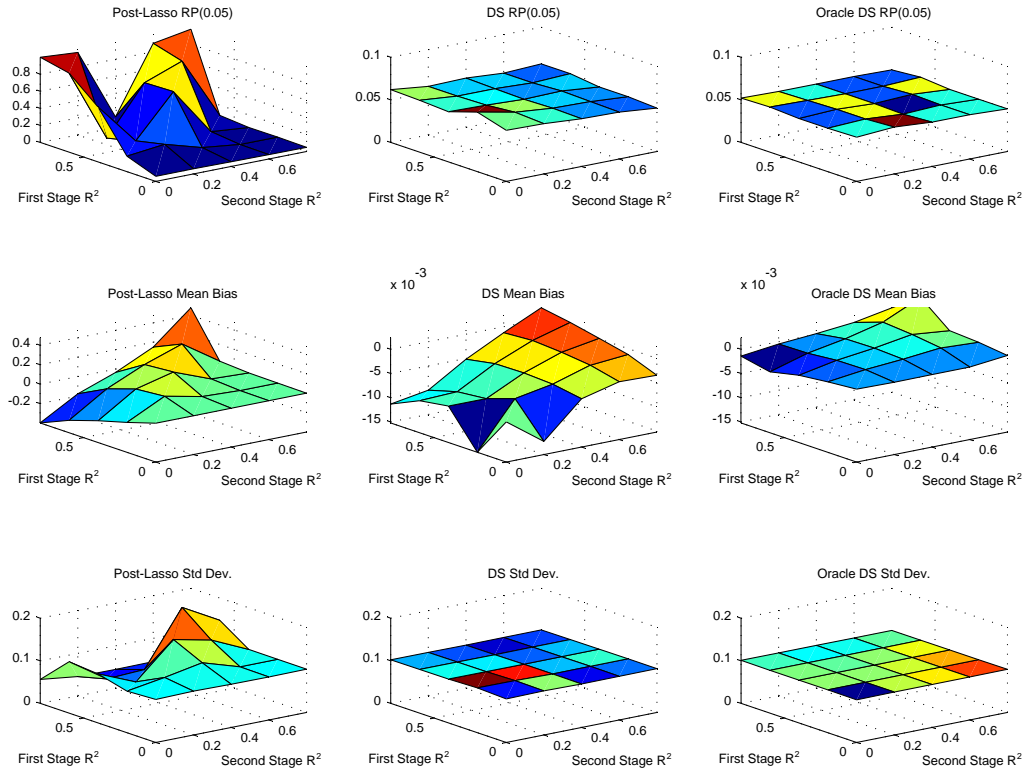 Post-Lasso RP(0.05)
0.8
0.6
0.4
0.2
0
0.5
0
0
0.2
0.4
0.6
First Stage R²
Second Stage R²
DS RP(0.05)
0.1
0.05
0
0.5
0
0
0.2
0.4
0.6
First Stage R²
Second Stage R²
Oracle DS RP(0.05)
0.1
0.05
0
0.5
0
0
0.2
0.4
0.6
First Stage R²
Second Stage R²
Post-Lasso Mean Bias
0.4
0.2
0
-0.2
0.5
0
0
0.2
0.4
0.6
First Stage R²
Second Stage R²
x 10⁻³
DS Mean Bias
0
-5
-10
-15
0.5
0
0
0.2
0.4
0.6
First Stage R²
Second Stage R²
x 10⁻³
Oracle DS Mean Bias
0
-5
-10
-15
0.5
0
0
0.2
0.4
0.6
First Stage R²
Second Stage R²
Post-Lasso Std Dev.
0.2
0.1
0
0.5
0
0
0.2
0.4
0.6
First Stage R²
Second Stage R²
DS Std Dev.
0.2
0.1
0
0.5
0
0
0.2
0.4
0.6
First Stage R²
Second Stage R²
Oracle DS Std Dev.
0.2
0.1
0
0.5
0
0
0.2
0.4
0.6
First Stage R²
Second Stage R²